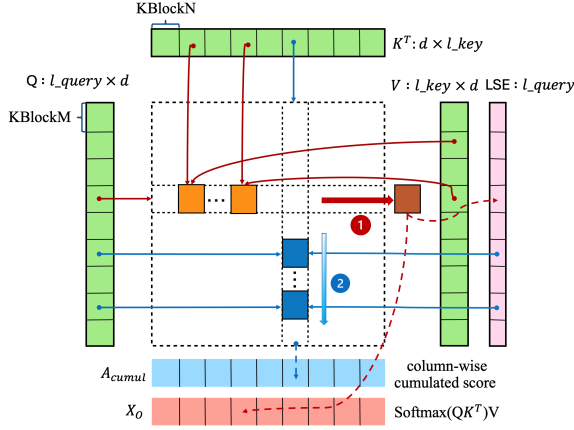 KBlockN
K^T: d × l_key
Q : l_query × d
V : l_key × d
LSE: l_query
KBlockM
...
1
2
...
A_cumul
column-wise
cumulated score
X_O
Softmax(QK^T)V